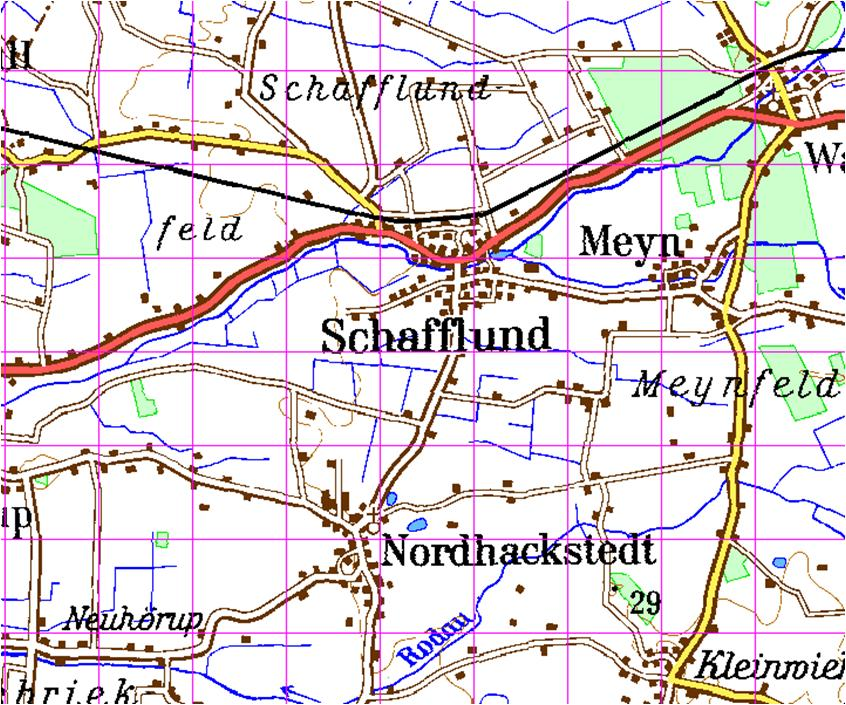 Schafflund
feld
Meyn
Schafflund
Meynfeld
Nordhackstedt
29
Neuhörup
Rodau